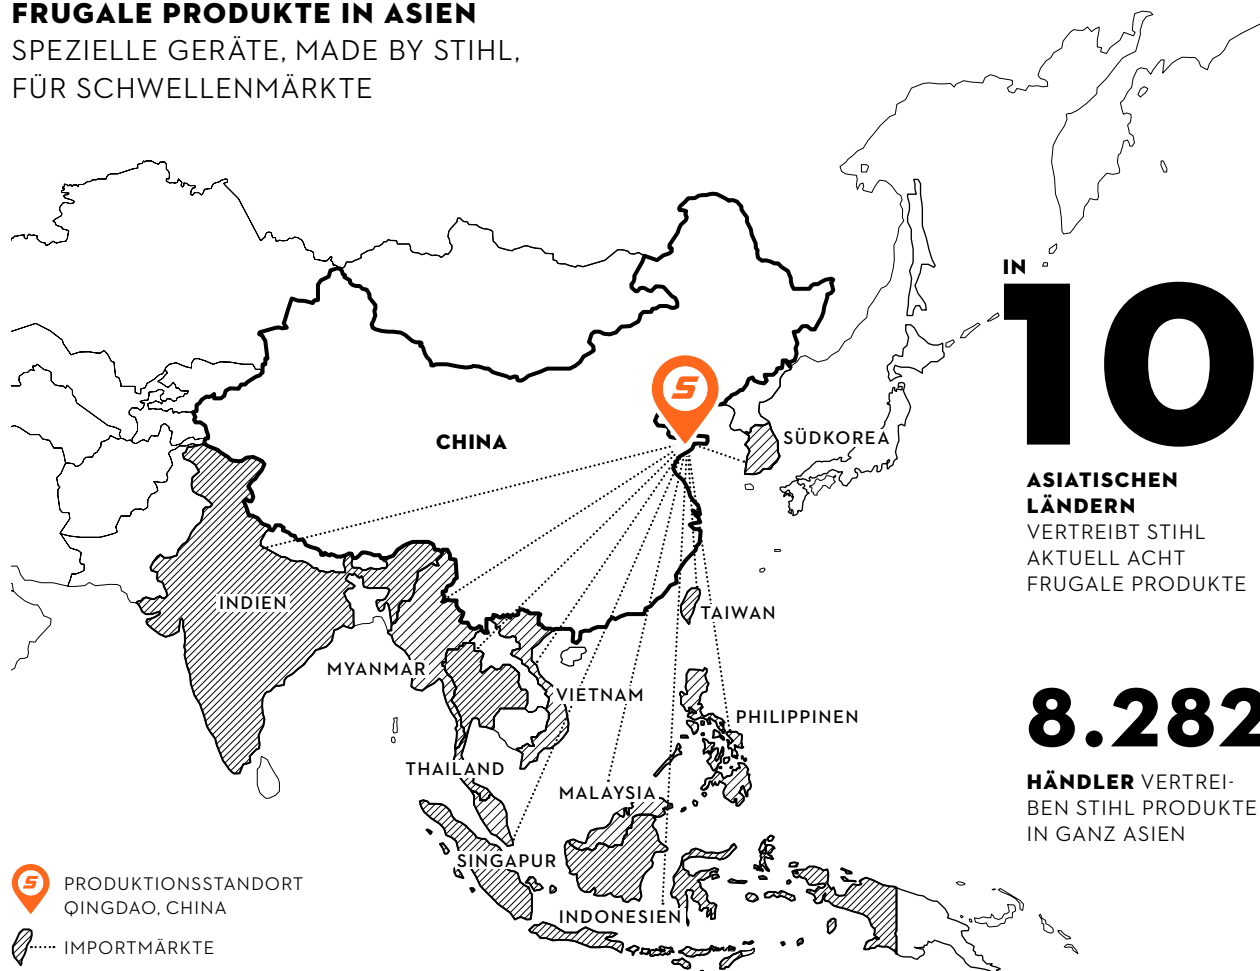 FRUGALE PRODUKTE IN ASIEN
SPEZIELLE GERÄTE, MADE BY STIHL,
FÜR SCHWELLENMÄRKTE
IN
10
ASIATISCHEN
LÄNDERN
VERTREIBT STIHL
AKTUELL ACHT
FRUGALE PRODUKTE
8.282
HÄNDLER VERTREI-
BEN STIHL PRODUKTE
IN GANZ ASIEN
S
CHINA
SÜDKOREA
INDIEN
TAIWAN
MYANMAR
VIETNAM
PHILIPPINEN
THAILAND
MALAYSIA
SINGAPUR
INDONESIEN
S
PRODUKTIONSSTANDORT
QINGDAO, CHINA
IMPORTMÄRKTE